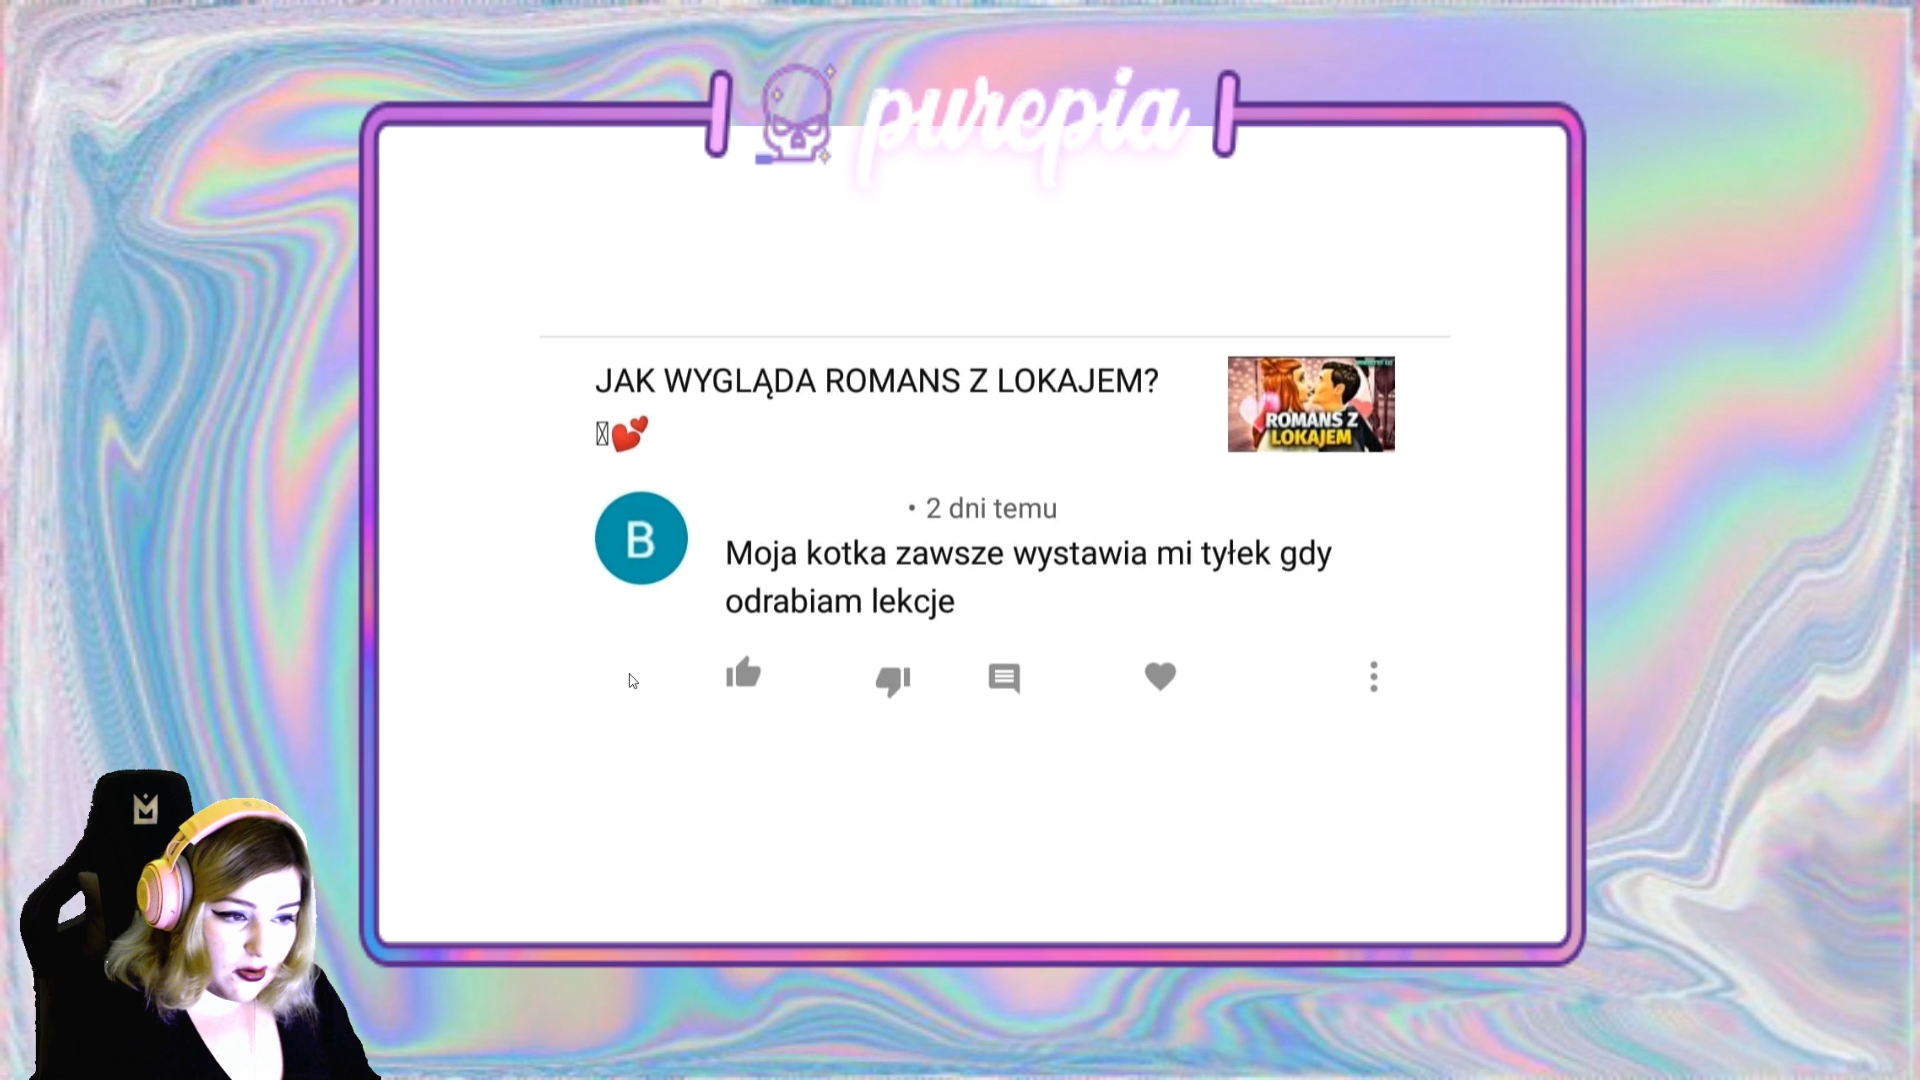 purepia
JAK WYGLĄDA ROMANS Z LOKAJEM?
💕
ROMANS Z
LOKAJEM
B
• 2 dni temu
Moja kotka zawsze wystawia mi tyłek gdy
odrabiam lekcje